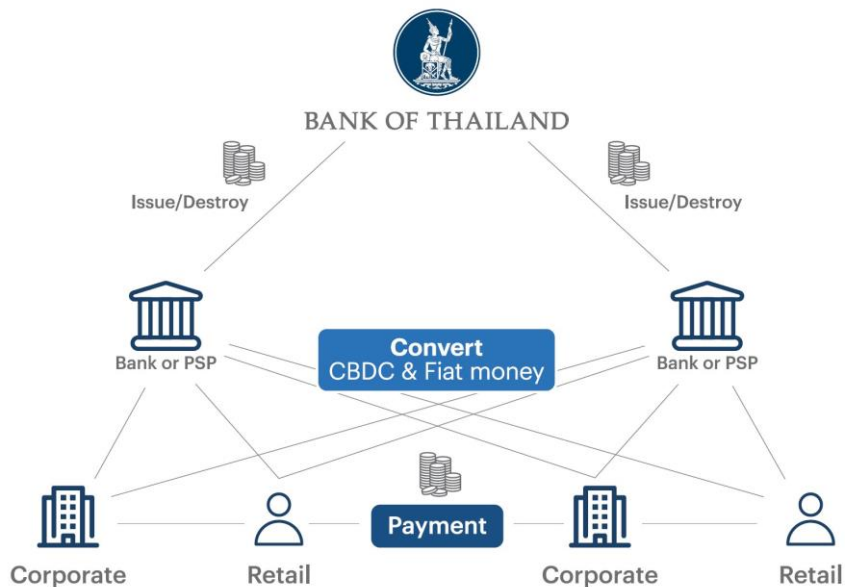 BANK OF THAILAND
Issue/Destroy
Issue/Destroy
Bank or PSP
Convert
CBDC & Fiat money
Bank or PSP
Payment
Corporate
Retail
Corporate
Retail